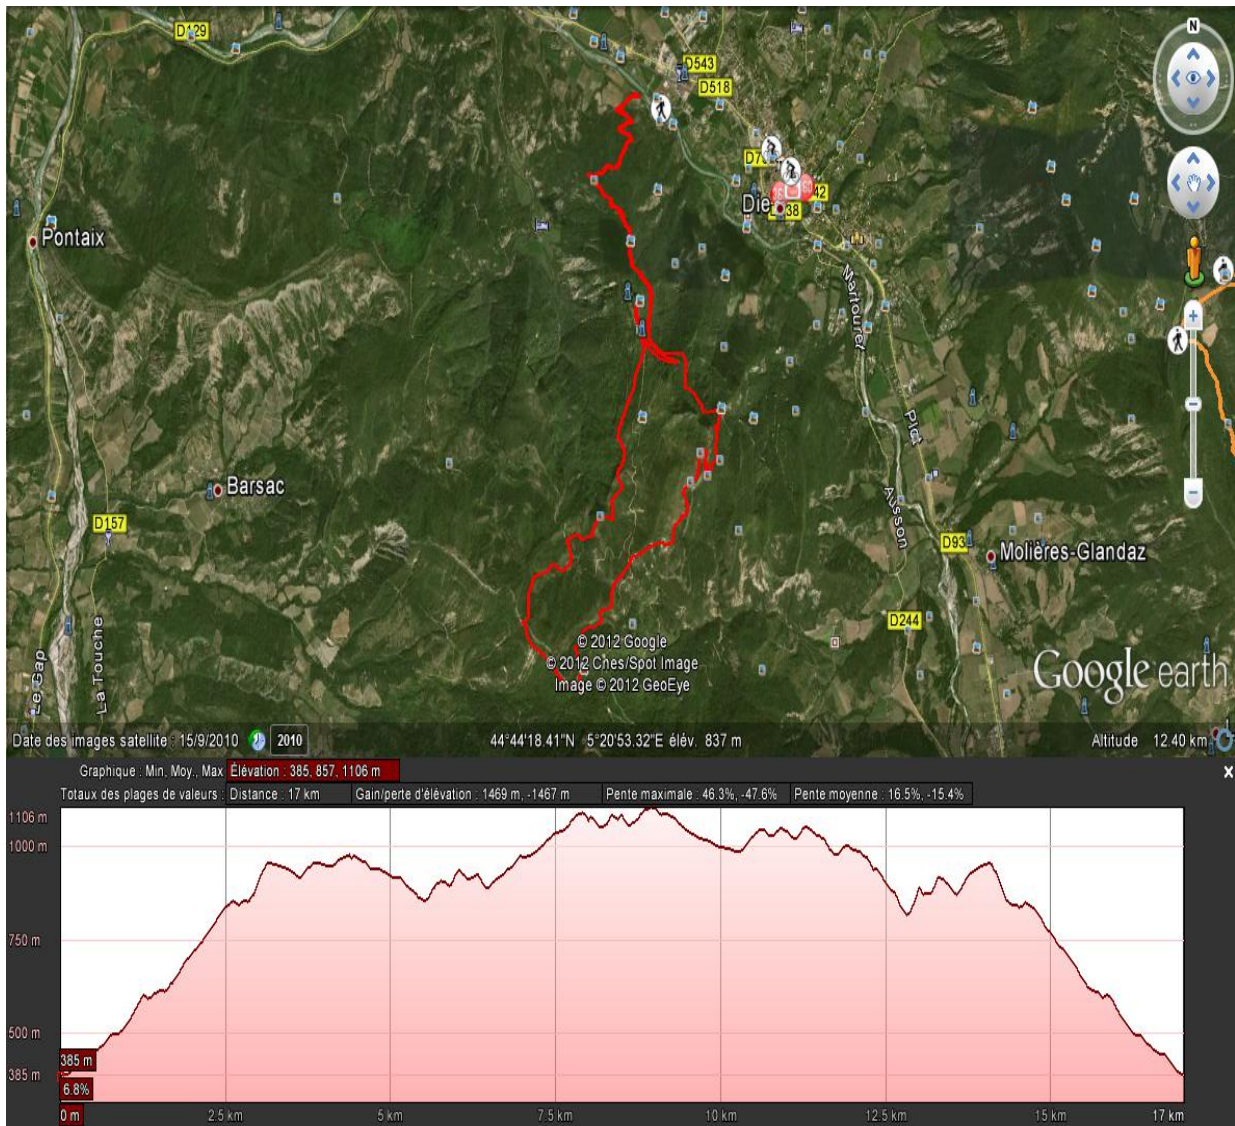 D129
N
D543
D518
Die
Pontaix
Martouret
Plat
Barsac
D157
Ausson
D93
Molières-Glandaz
D244
Le Gap
La Touche
© 2012 Google
© 2012 Cnes/Spot Image
Image © 2012 GeoEye
Google earth
Date des images satellite : 15/9/2010 2010 44°44'18.41"N 5°20'53.32"E élév. 837 m Altitude 12.40 km
Graphique : Min, Moy., Max Élévation : 385, 857, 1106 m
Totaux des plages de valeurs : Distance : 17 km Gain/perte d'élévation : 1469 m, -1467 m Pente maximale : 46.3%, -47.6% Pente moyenne : 16.5%, -15.4%
1106 m
1000 m
750 m
500 m
385 m
385 m
6.8%
0 m 2.5 km 5 km 7.5 km 10 km 12.5 km 15 km 17 km